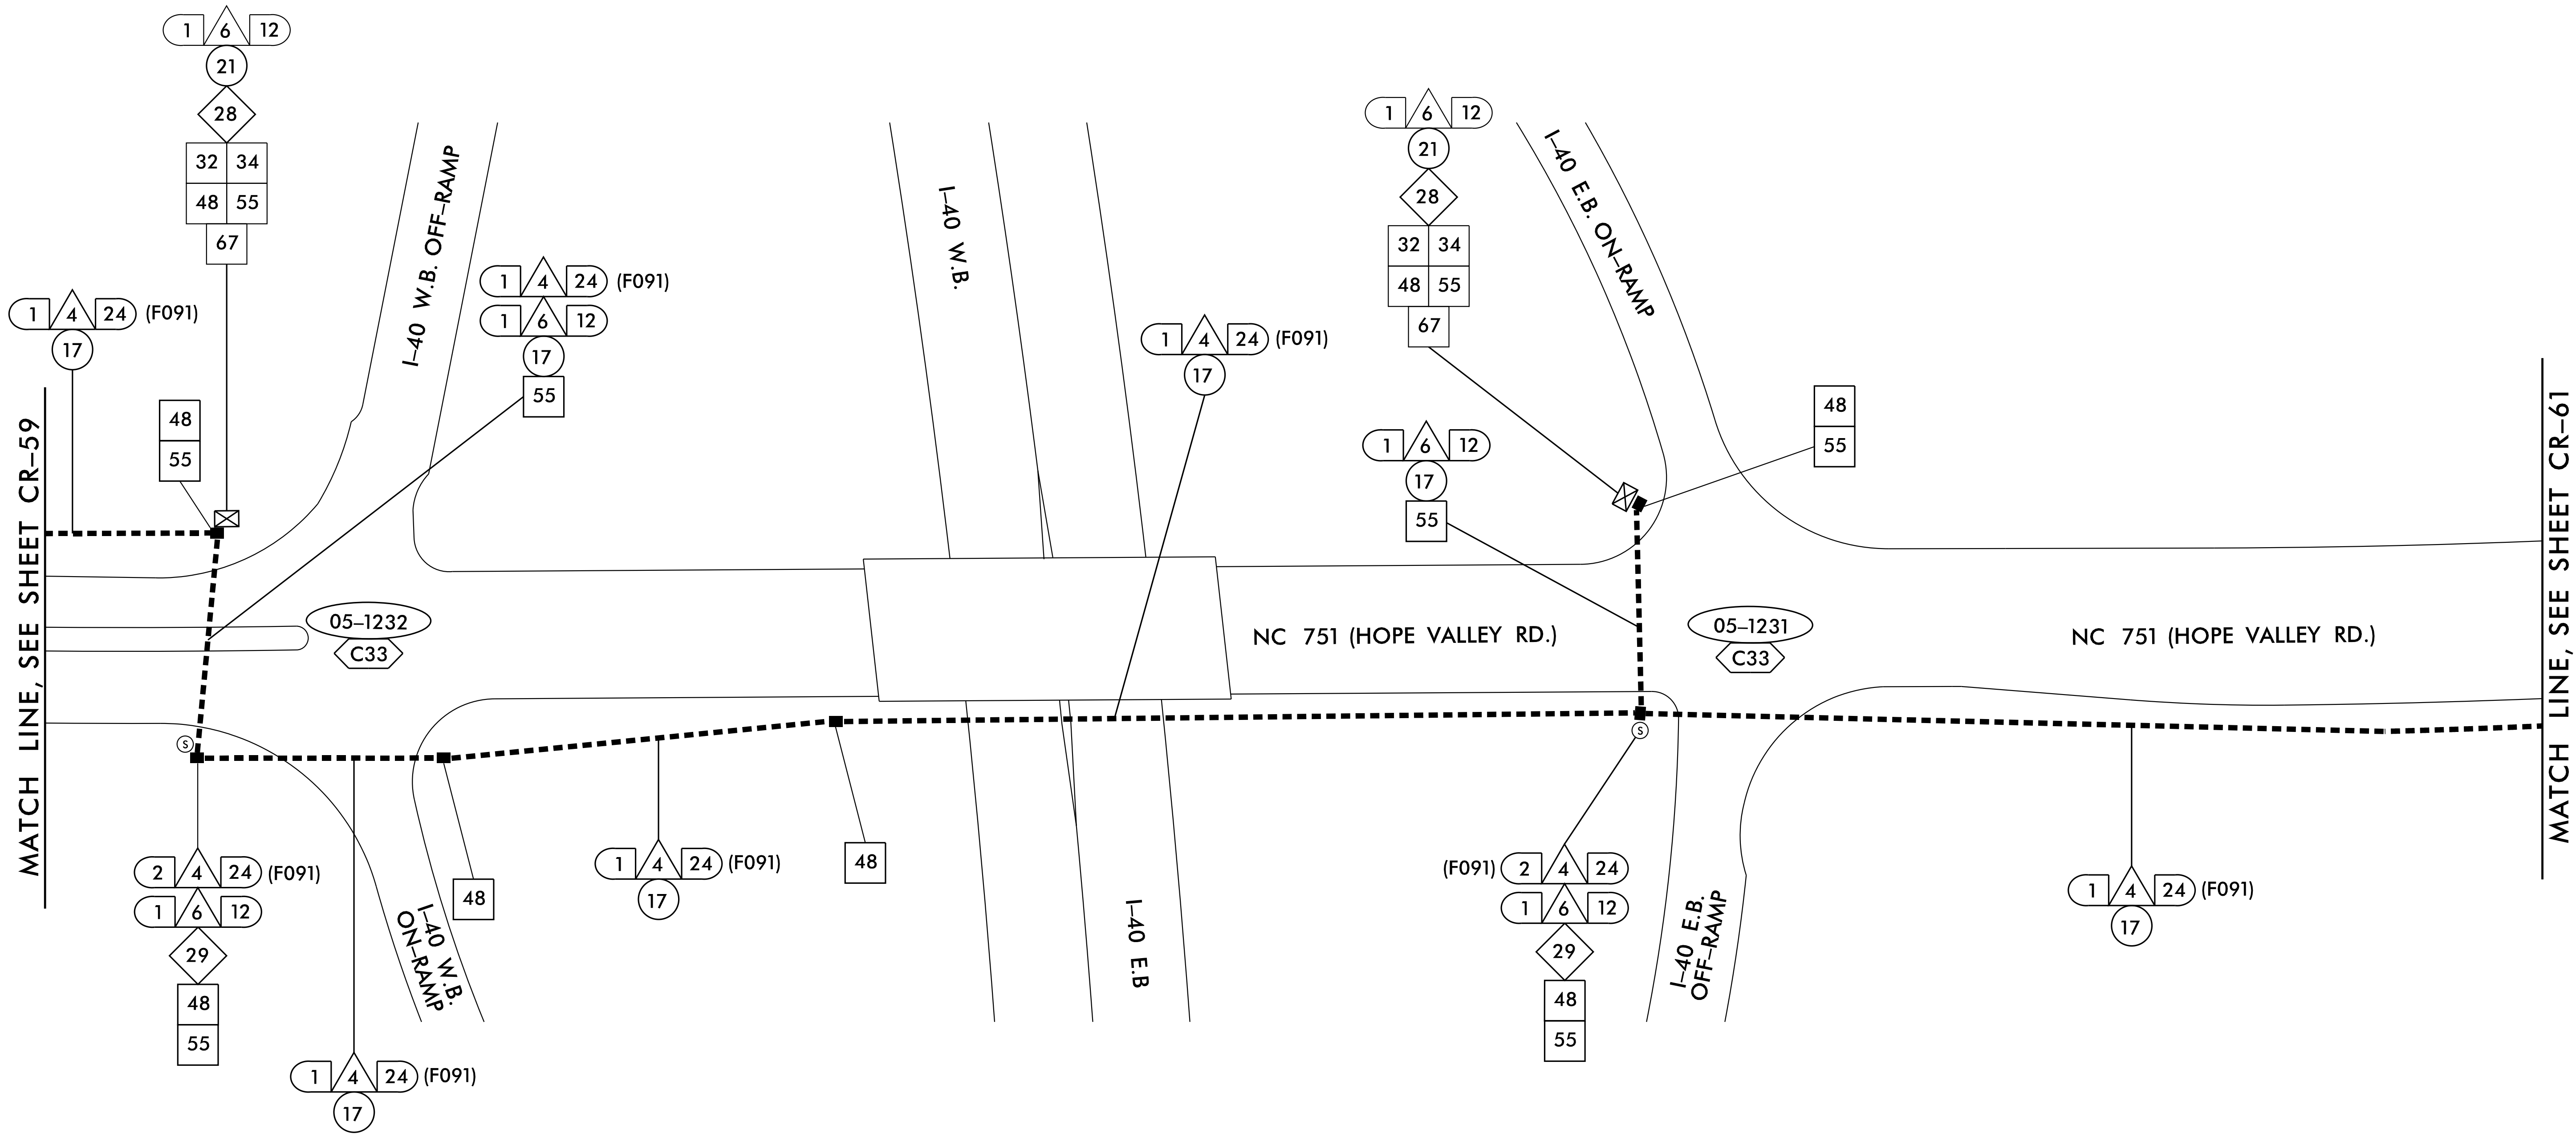 1 6 12
21
28
32 34
48 55
67
1 4 24 (F091)
17
48
55
I-40 W.B. OFF-RAMP
1 4 24 (F091)
1 6 12
17
55
I-40 W.B.
1 4 24 (F091)
17
1 6 12
21
28
32 34
48 55
67
I-40 E.B. ON-RAMP
1 6 12
17
55
48
55
MATCH LINE, SEE SHEET CR-59
MATCH LINE, SEE SHEET CR-61
05-1232
C33
NC 751 (HOPE VALLEY RD.)
05-1231
C33
NC 751 (HOPE VALLEY RD.)
S
S
2 4 24 (F091)
1 6 12
29
48
55
1 4 24 (F091)
17
I-40 W.B.
ON-RAMP
48
1 4 24 (F091)
17
48
I-40 E.B
(F091) 2 4 24
1 6 12
29
48
55
I-40 E.B.
OFF-RAMP
1 4 24 (F091)
17